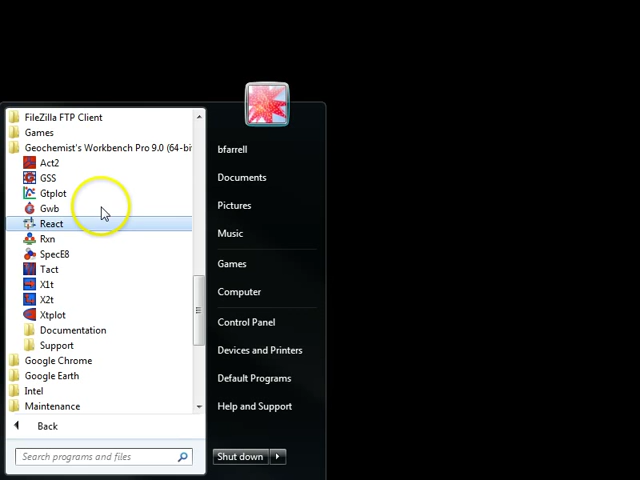 FileZilla FTP Client
Games
Geochemist's Workbench Pro 9.0 (64-bi
Act2
GSS
Gtplot
Gwb
React
Rxn
SpecE8
Tact
X1t
X2t
Xtplot
Documentation
Support
Google Chrome
Google Earth
Intel
Maintenance
Back
Search programs and files
bfarrell
Documents
Pictures
Music
Games
Computer
Control Panel
Devices and Printers
Default Programs
Help and Support
Shut down